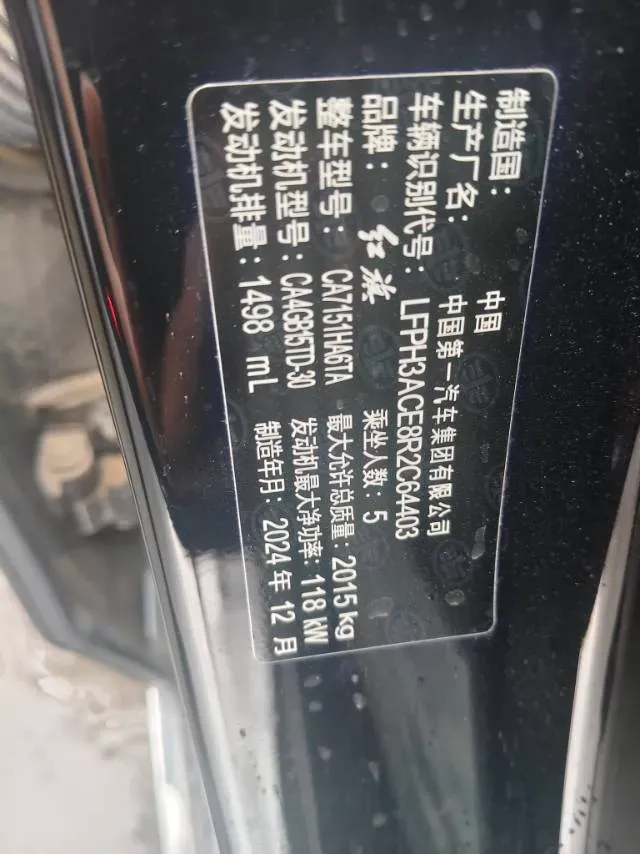 制造国： 中国
生产厂名： 中国第一汽车集团有限公司
车辆识别代号： LFPH3ACE8R2C64403
品牌： 红旗 乘坐人数： 5
整车型号： CA7151HA6TA 最大允许总质量： 2015 kg
发动机型号： CA4GB15TD-30 发动机最大净功率： 118 kW
发动机排量： 1498 mL 制造年月： 2024 年 12 月